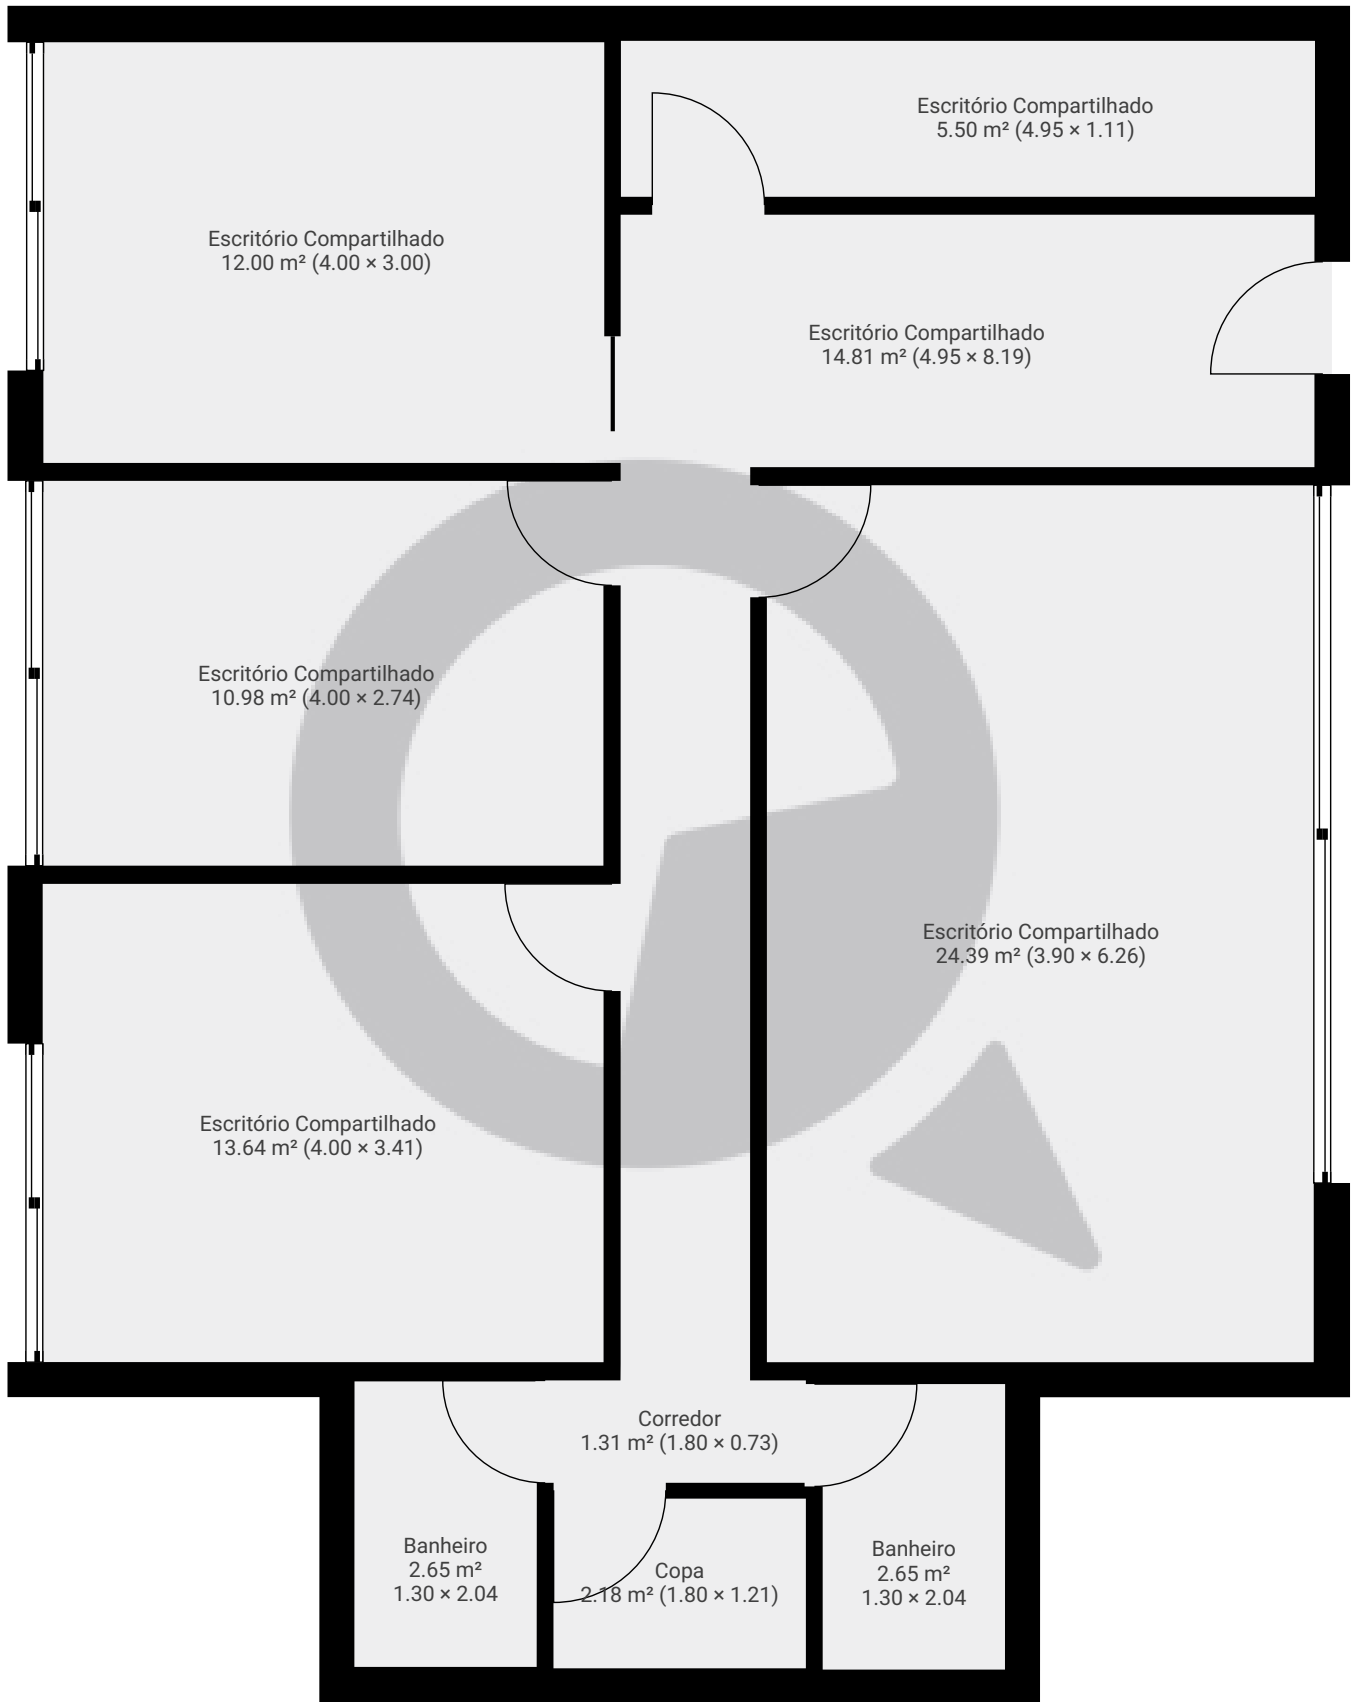 Escritório Compartilhado
5.50 m² (4.95 × 1.11)
Escritório Compartilhado
12.00 m² (4.00 × 3.00)
Escritório Compartilhado
14.81 m² (4.95 × 8.19)
Escritório Compartilhado
10.98 m² (4.00 × 2.74)
Escritório Compartilhado
24.39 m² (3.90 × 6.26)
Escritório Compartilhado
13.64 m² (4.00 × 3.41)
Corredor
1.31 m² (1.80 × 0.73)
Banheiro
2.65 m²
1.30 × 2.04
Copa
2.18 m² (1.80 × 1.21)
Banheiro
2.65 m²
1.30 × 2.04